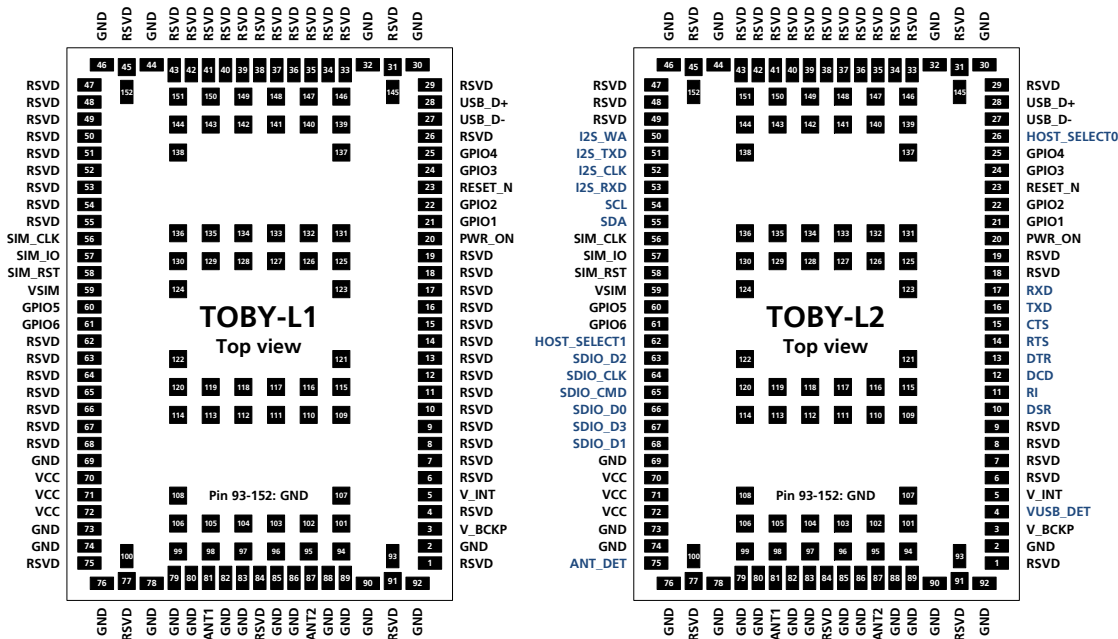 GND RSVD GND RSVD RSVD RSVD RSVD RSVD RSVD RSVD RSVD RSVD RSVD RSVD GND RSVD GND
46 45 44 43 42 41 40 39 38 37 36 35 34 33 32 31 30
RSVD 47 29 RSVD
152 151 150 149 148 147 146 145
RSVD 48 28 USB_D+
RSVD 49 27 USB_D-
144 143 142 141 140 139
RSVD 50 26 RSVD
RSVD 51 138 137 25 GPIO4
RSVD 52 24 GPIO3
RSVD 53 23 RESET_N
RSVD 54 22 GPIO2
RSVD 55 21 GPIO1
136 135 134 133 132 131
SIM_CLK 56 20 PWR_ON
SIM_IO 57 19 RSVD
130 129 128 127 126 125
SIM_RST 58 18 RSVD
VSIM 59 124 123 17 RSVD
GPIO5 60 16 RSVD
TOBY-L1
GPIO6 61 15 RSVD
RSVD 62 14 RSVD
Top view
RSVD 63 122 121 13 RSVD
RSVD 64 12 RSVD
120 119 118 117 116 115
RSVD 65 11 RSVD
RSVD 66 10 RSVD
114 113 112 111 110 109
RSVD 67 9 RSVD
RSVD 68 8 RSVD
GND 69 7 RSVD
VCC 70 6 RSVD
VCC 71 108 Pin 93-152: GND 107 5 V_INT
VCC 72 4 RSVD
GND 73 106 105 104 103 102 101 3 V_BCKP
GND 74 2 GND
100 99 98 97 96 95 94 93
RSVD 75 1 RSVD
76 77 78 79 80 81 82 83 84 85 86 87 88 89 90 91 92
GND RSVD GND GND GND ANT1 GND GND RSVD GND GND ANT2 GND GND GND RSVD GND
GND RSVD GND RSVD RSVD RSVD RSVD RSVD RSVD RSVD RSVD RSVD RSVD RSVD GND RSVD GND
46 45 44 43 42 41 40 39 38 37 36 35 34 33 32 31 30
RSVD 47 29 RSVD
152 151 150 149 148 147 146 145
RSVD 48 28 USB_D+
RSVD 49 27 USB_D-
144 143 142 141 140 139
I2S_WA 50 26 HOST_SELECT0
I2S_TXD 51 138 137 25 GPIO4
I2S_CLK 52 24 GPIO3
I2S_RXD 53 23 RESET_N
SCL 54 22 GPIO2
SDA 55 21 GPIO1
136 135 134 133 132 131
SIM_CLK 56 20 PWR_ON
SIM_IO 57 19 RSVD
130 129 128 127 126 125
SIM_RST 58 18 RSVD
VSIM 59 124 123 17 RXD
GPIO5 60 16 TXD
TOBY-L2
GPIO6 61 15 CTS
HOST_SELECT1 62 14 RTS
Top view
SDIO_D2 63 122 121 13 DTR
SDIO_CLK 64 12 DCD
120 119 118 117 116 115
SDIO_CMD 65 11 RI
SDIO_D0 66 10 DSR
114 113 112 111 110 109
SDIO_D3 67 9 RSVD
SDIO_D1 68 8 RSVD
GND 69 7 RSVD
VCC 70 6 RSVD
VCC 71 108 Pin 93-152: GND 107 5 V_INT
VCC 72 4 VUSB_DET
GND 73 106 105 104 103 102 101 3 V_BCKP
GND 74 2 GND
100 99 98 97 96 95 94 93
ANT_DET 75 1 RSVD
76 77 78 79 80 81 82 83 84 85 86 87 88 89 90 91 92
GND RSVD GND GND GND ANT1 GND GND RSVD GND GND ANT2 GND GND GND RSVD GND